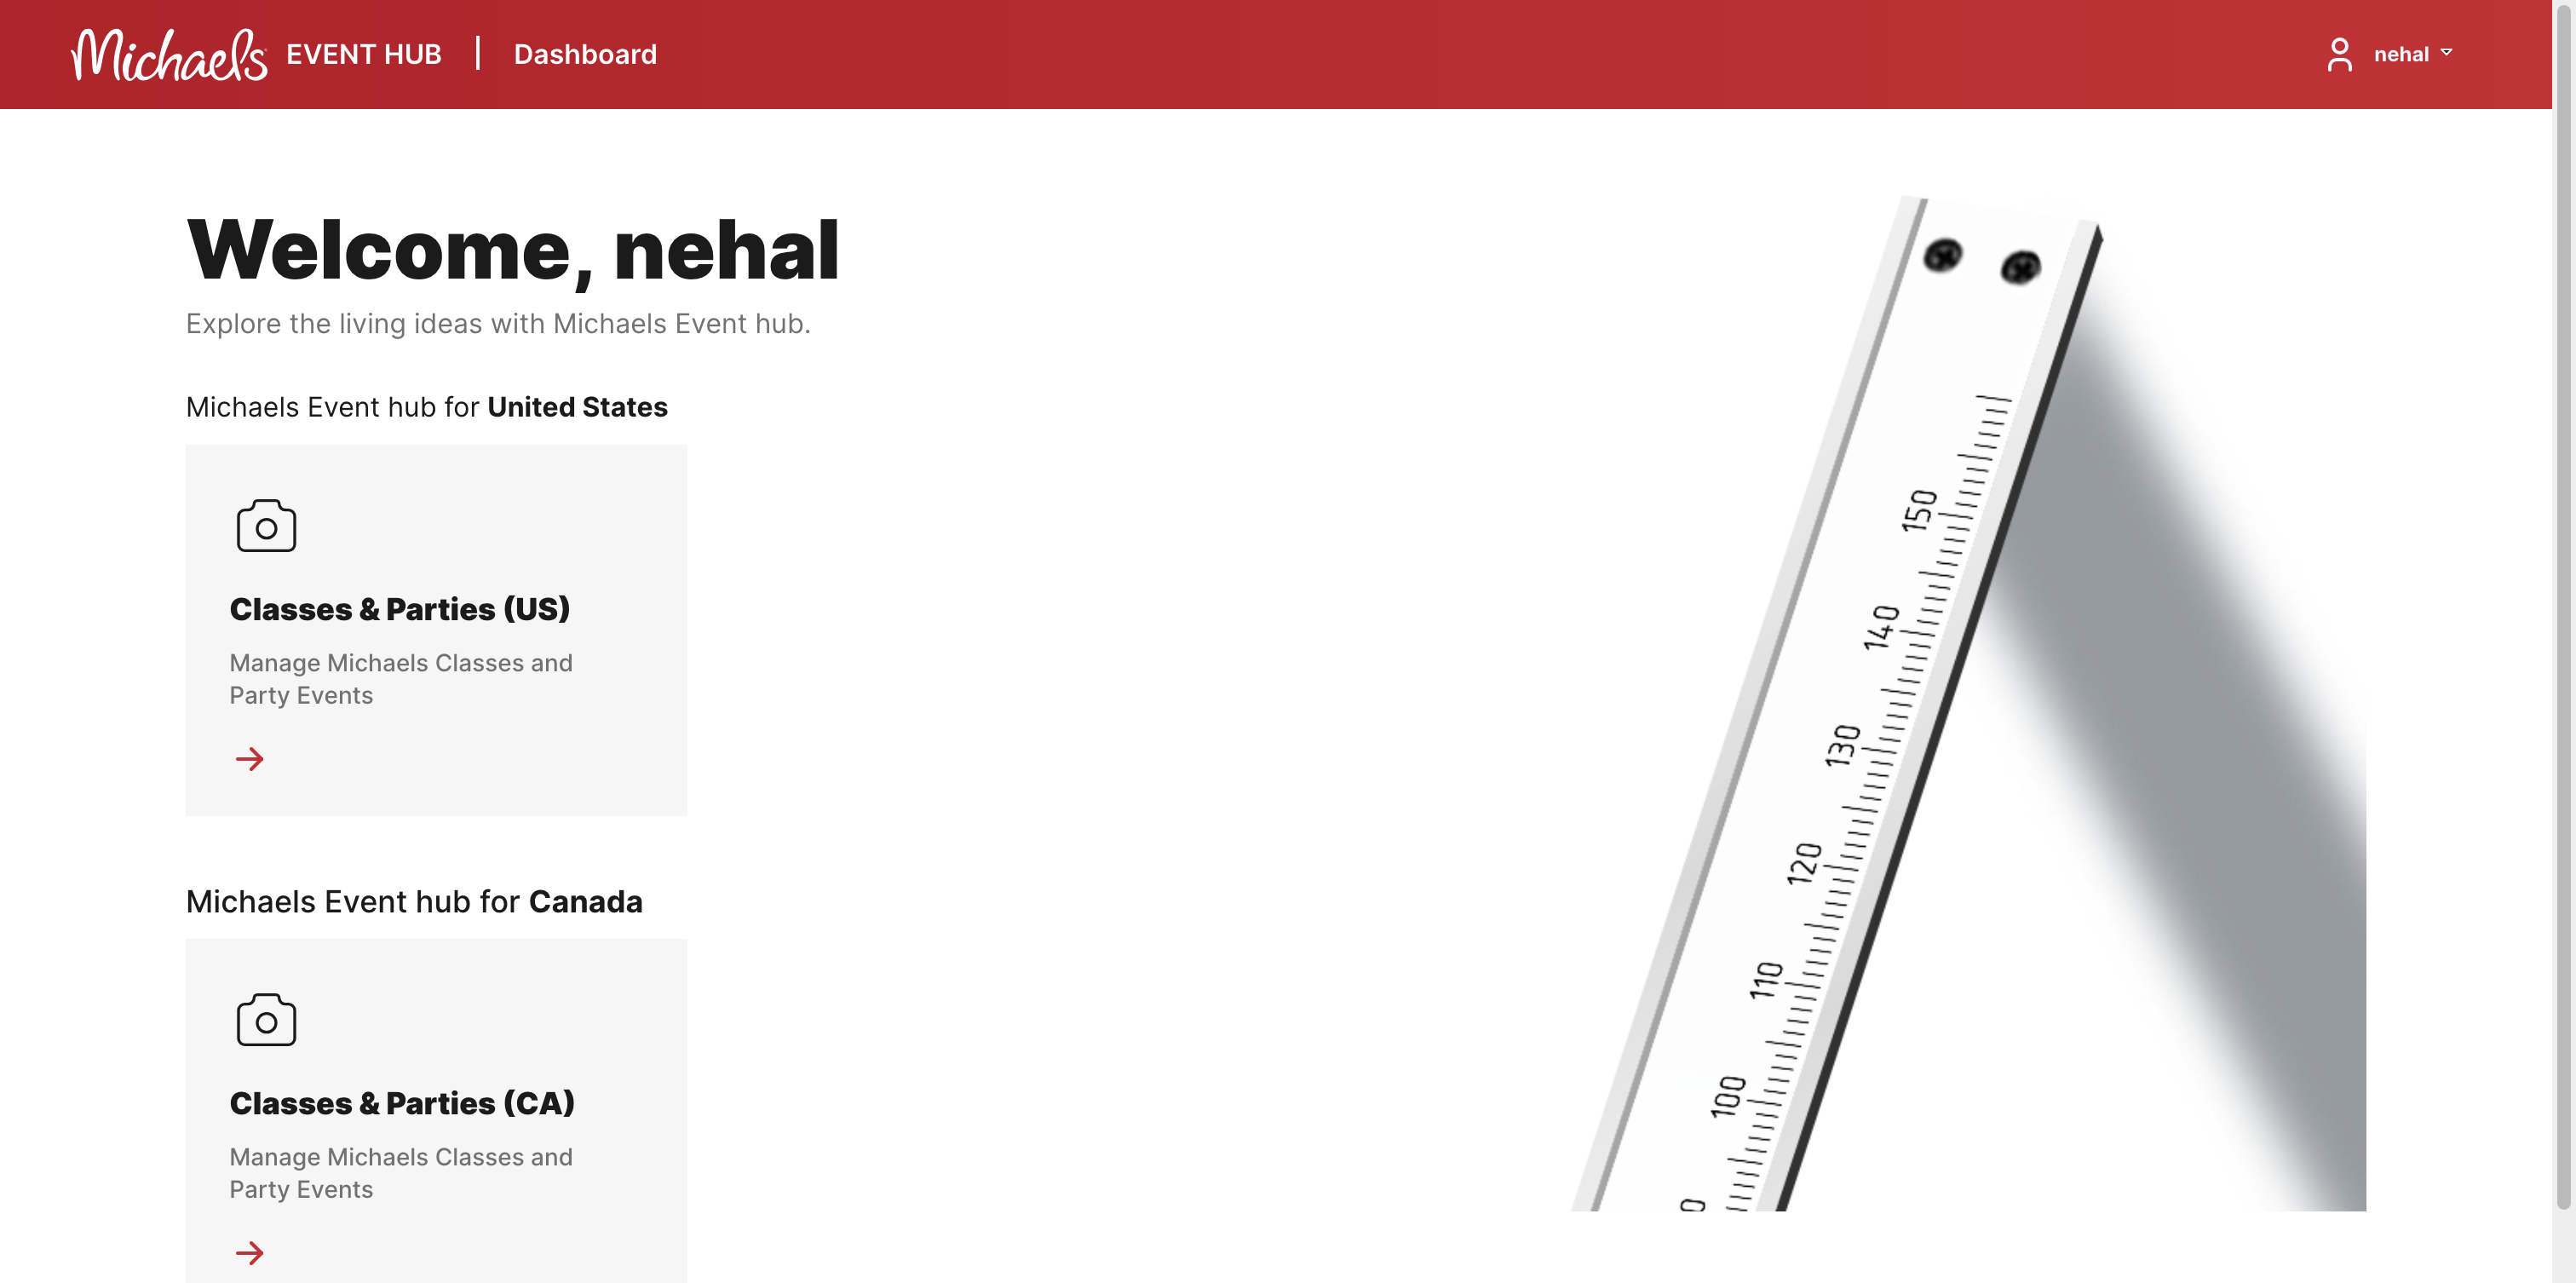 Michaels EVENT HUB | Dashboard
nehal
Welcome, nehal
Explore the living ideas with Michaels Event hub.
Michaels Event hub for United States
Classes & Parties (US)
Manage Michaels Classes and
Party Events
Michaels Event hub for Canada
Classes & Parties (CA)
Manage Michaels Classes and
Party Events
150
140
130
120
110
100
0